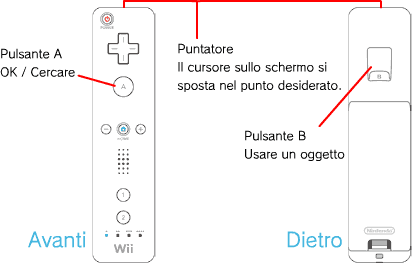 POWER
Pulsante A
OK / Cercare
A
Puntatore
Il cursore sullo schermo si
sposta nel punto desiderato.
B
Pulsante B
Usare un oggetto
HOME
1
2
Nintendo
Avanti
Wii
Dietro